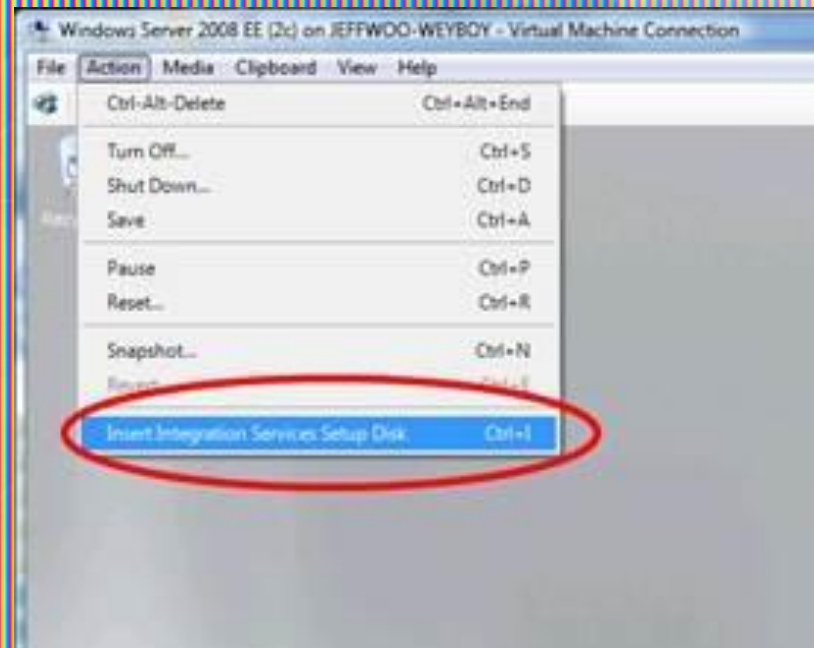 Windows Server 2008 EE (2c) on JEFFWOO-WEYBOY - Virtual Machine Connection
File Action Media Clipboard View Help
Ctrl-Alt-Delete Ctrl+Alt+End
Turn Off... Ctrl+S
Shut Down... Ctrl+D
Save Ctrl+A
Pause Ctrl+P
Reset... Ctrl+R
Snapshot... Ctrl+N
Revert...
Insert Integration Services Setup Disk Ctrl+I